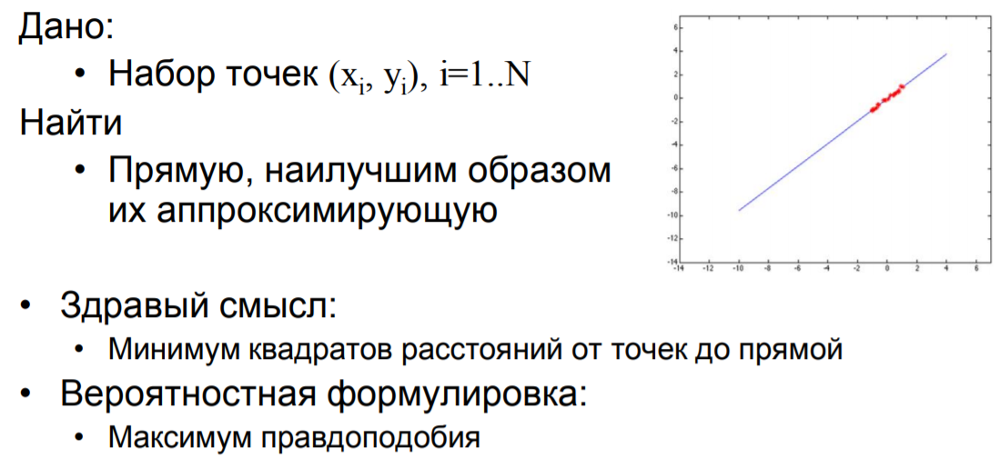 Дано:
• Набор точек (xi, yi), i=1..N
Найти
• Прямую, наилучшим образом
их аппроксимирующую
• Здравый смысл:
• Минимум квадратов расстояний от точек до прямой
• Вероятностная формулировка:
• Максимум правдоподобия
6
4
2
0
-2
-4
-6
-8
-10
-12
-14
-14 -12 -10 -8 -6 -4 -2 0 2 4 6